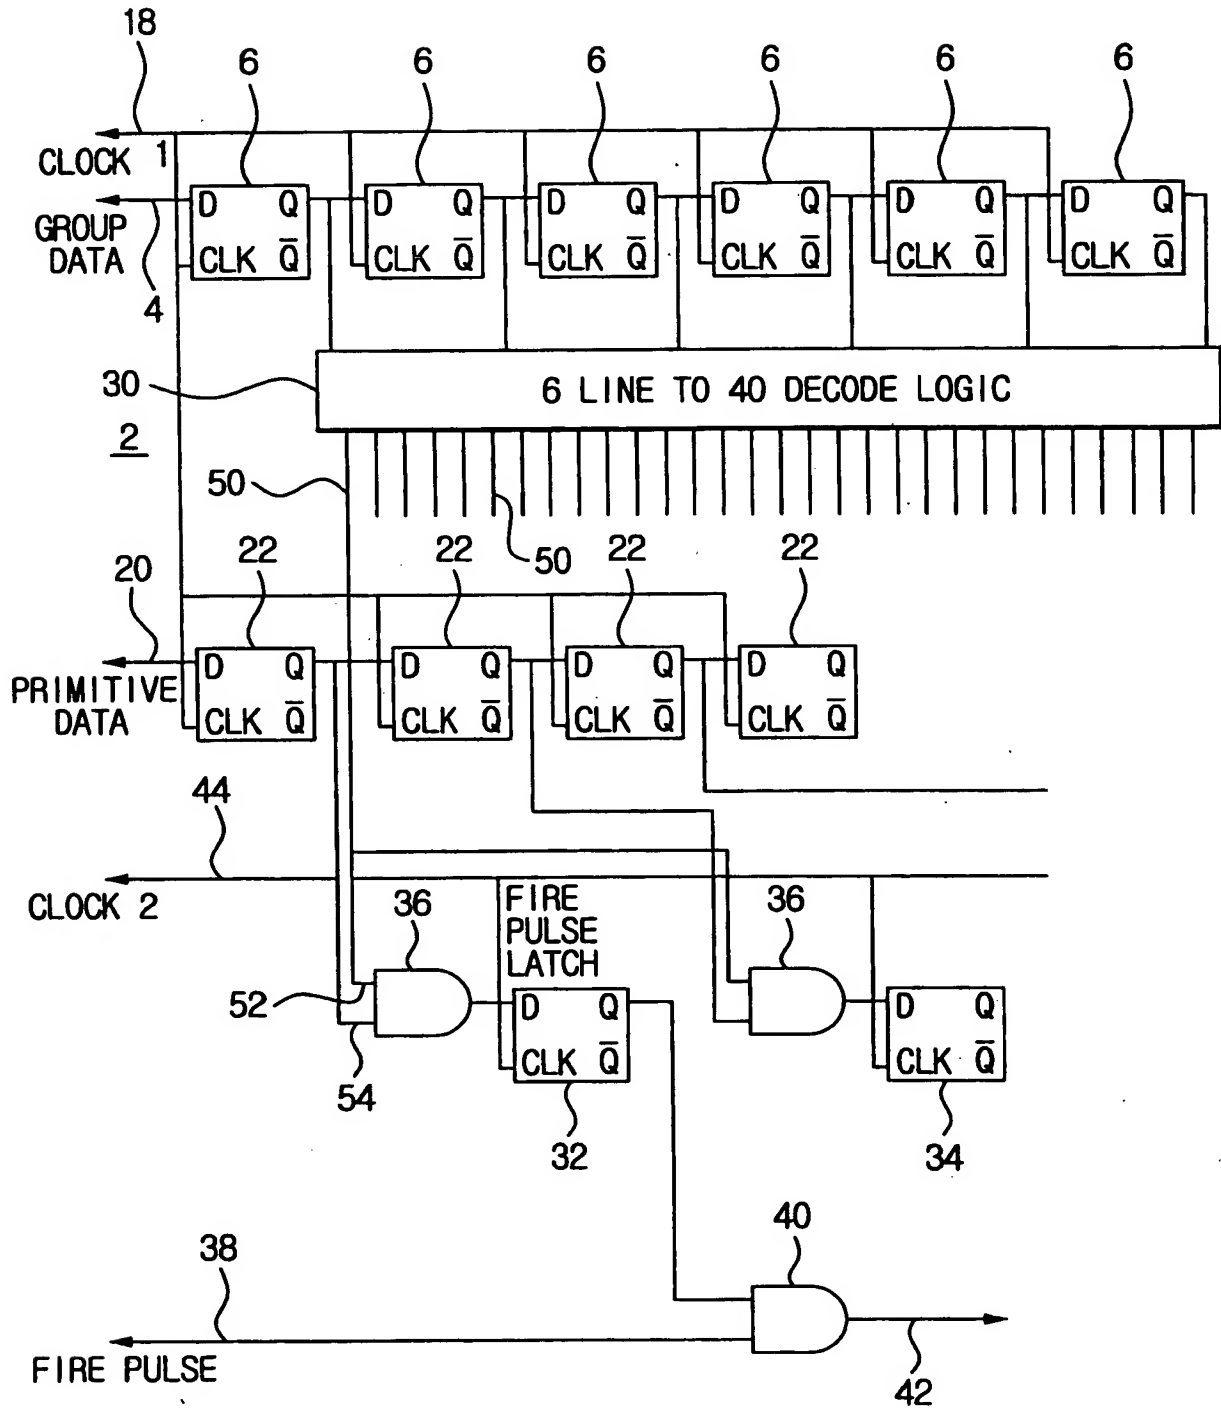 18
6 6 6 6 6 6
CLOCK 1
D Q D Q D Q D Q D Q D Q
GROUP
DATA
CLK Q̅ CLK Q̅ CLK Q̅ CLK Q̅ CLK Q̅ CLK Q̅
4
30
6 LINE TO 40 DECODE LOGIC
2
50
50
20 22 22 22 22
D Q D Q D Q D Q
PRIMITIVE
DATA
CLK Q̅ CLK Q̅ CLK Q̅ CLK Q̅
44
CLOCK 2
36
FIRE
PULSE
LATCH
36
52
D Q D Q
CLK Q̅ CLK Q̅
54
32
34
40
38
FIRE PULSE
42